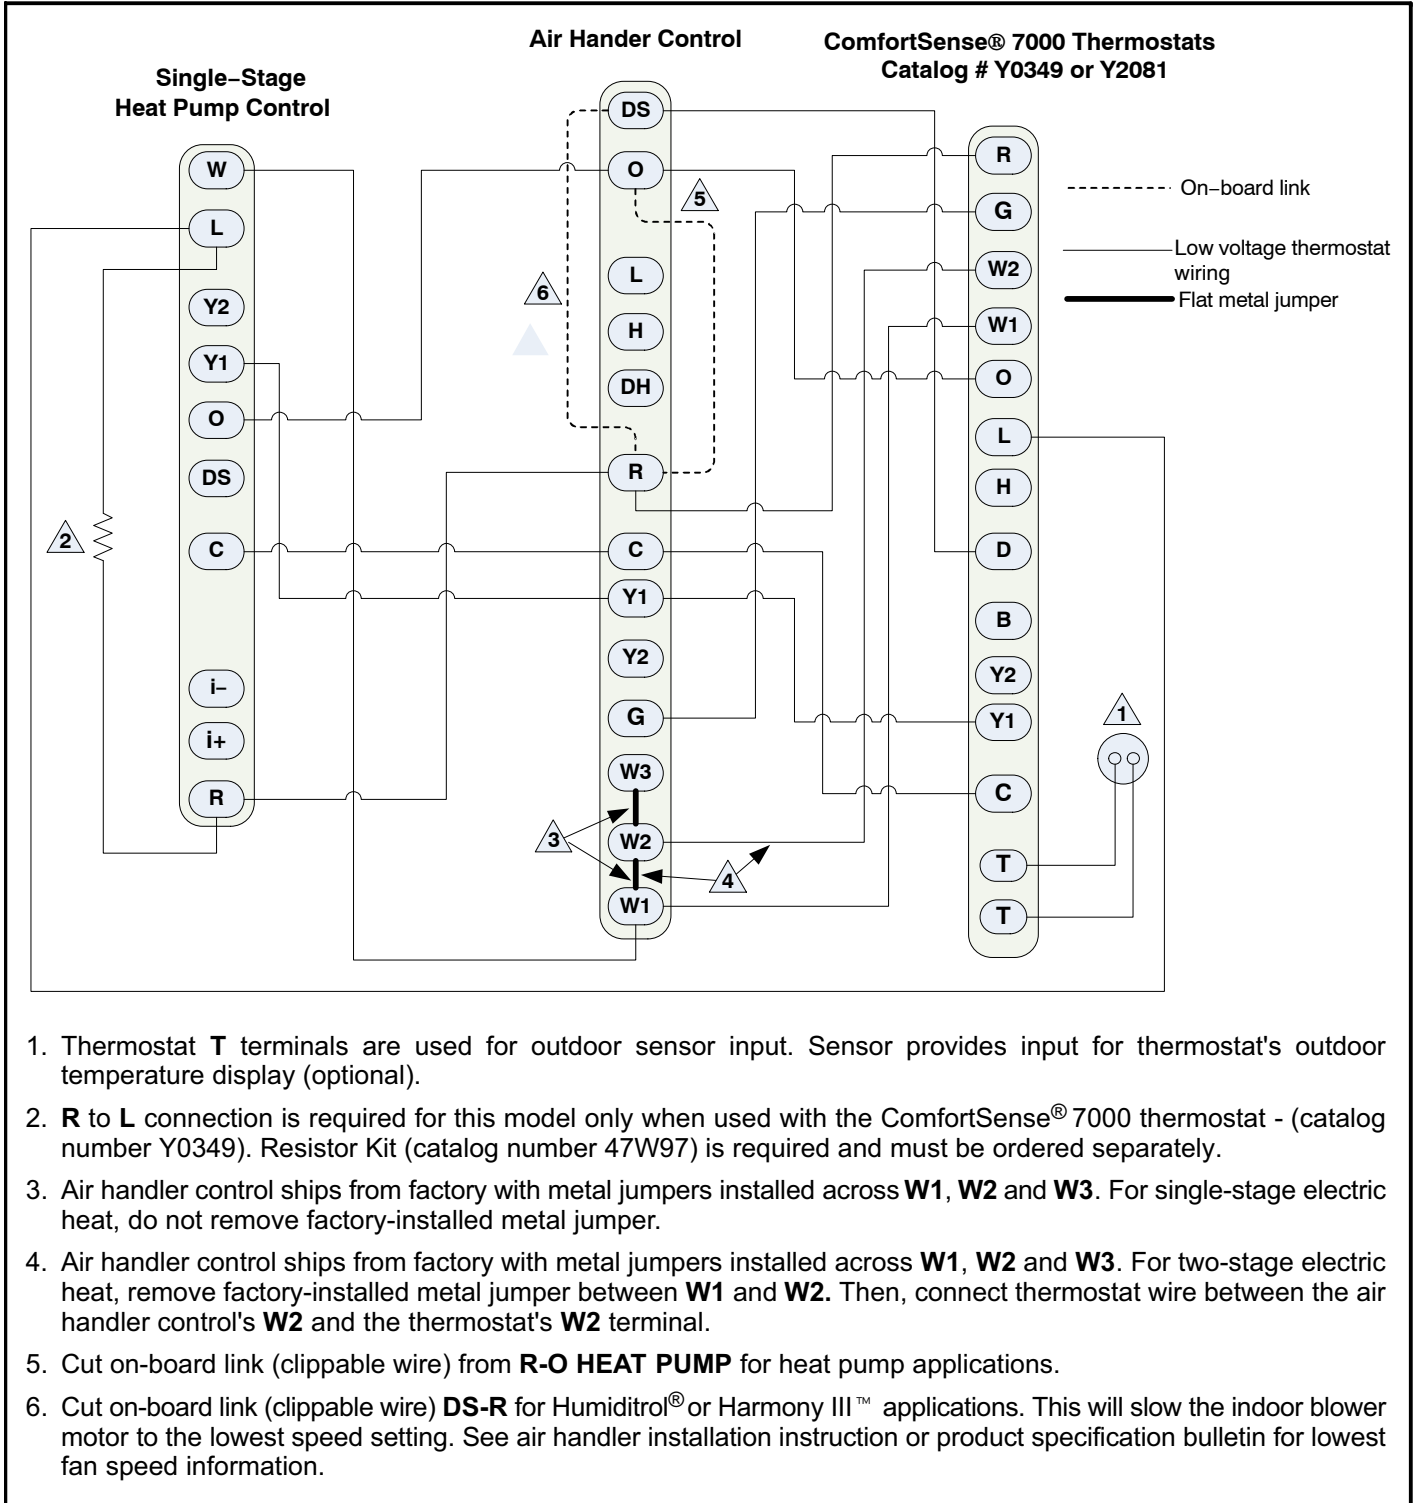 Air Hander Control
ComfortSense® 7000 Thermostats
Catalog # Y0349 or Y2081
Single−Stage
Heat Pump Control
W
L
Y2
Y1
O
DS
C
i−
i+
R
2
DS
O
L
H
DH
R
C
Y1
Y2
G
W3
W2
W1
5
6
3
4
R
G
W2
W1
O
L
H
D
B
Y2
Y1
C
T
T
1
On−board link
Low voltage thermostat
wiring
Flat metal jumper
1. Thermostat T terminals are used for outdoor sensor input. Sensor provides input for thermostat's outdoor
temperature display (optional).
2. R to L connection is required for this model only when used with the ComfortSense® 7000 thermostat - (catalog
number Y0349). Resistor Kit (catalog number 47W97) is required and must be ordered separately.
3. Air handler control ships from factory with metal jumpers installed across W1, W2 and W3. For single-stage electric
heat, do not remove factory-installed metal jumper.
4. Air handler control ships from factory with metal jumpers installed across W1, W2 and W3. For two-stage electric
heat, remove factory-installed metal jumper between W1 and W2. Then, connect thermostat wire between the air
handler control's W2 and the thermostat's W2 terminal.
5. Cut on-board link (clippable wire) from R-O HEAT PUMP for heat pump applications.
6. Cut on-board link (clippable wire) DS-R for Humiditrol® or Harmony III™ applications. This will slow the indoor blower
motor to the lowest speed setting. See air handler installation instruction or product specification bulletin for lowest
fan speed information.